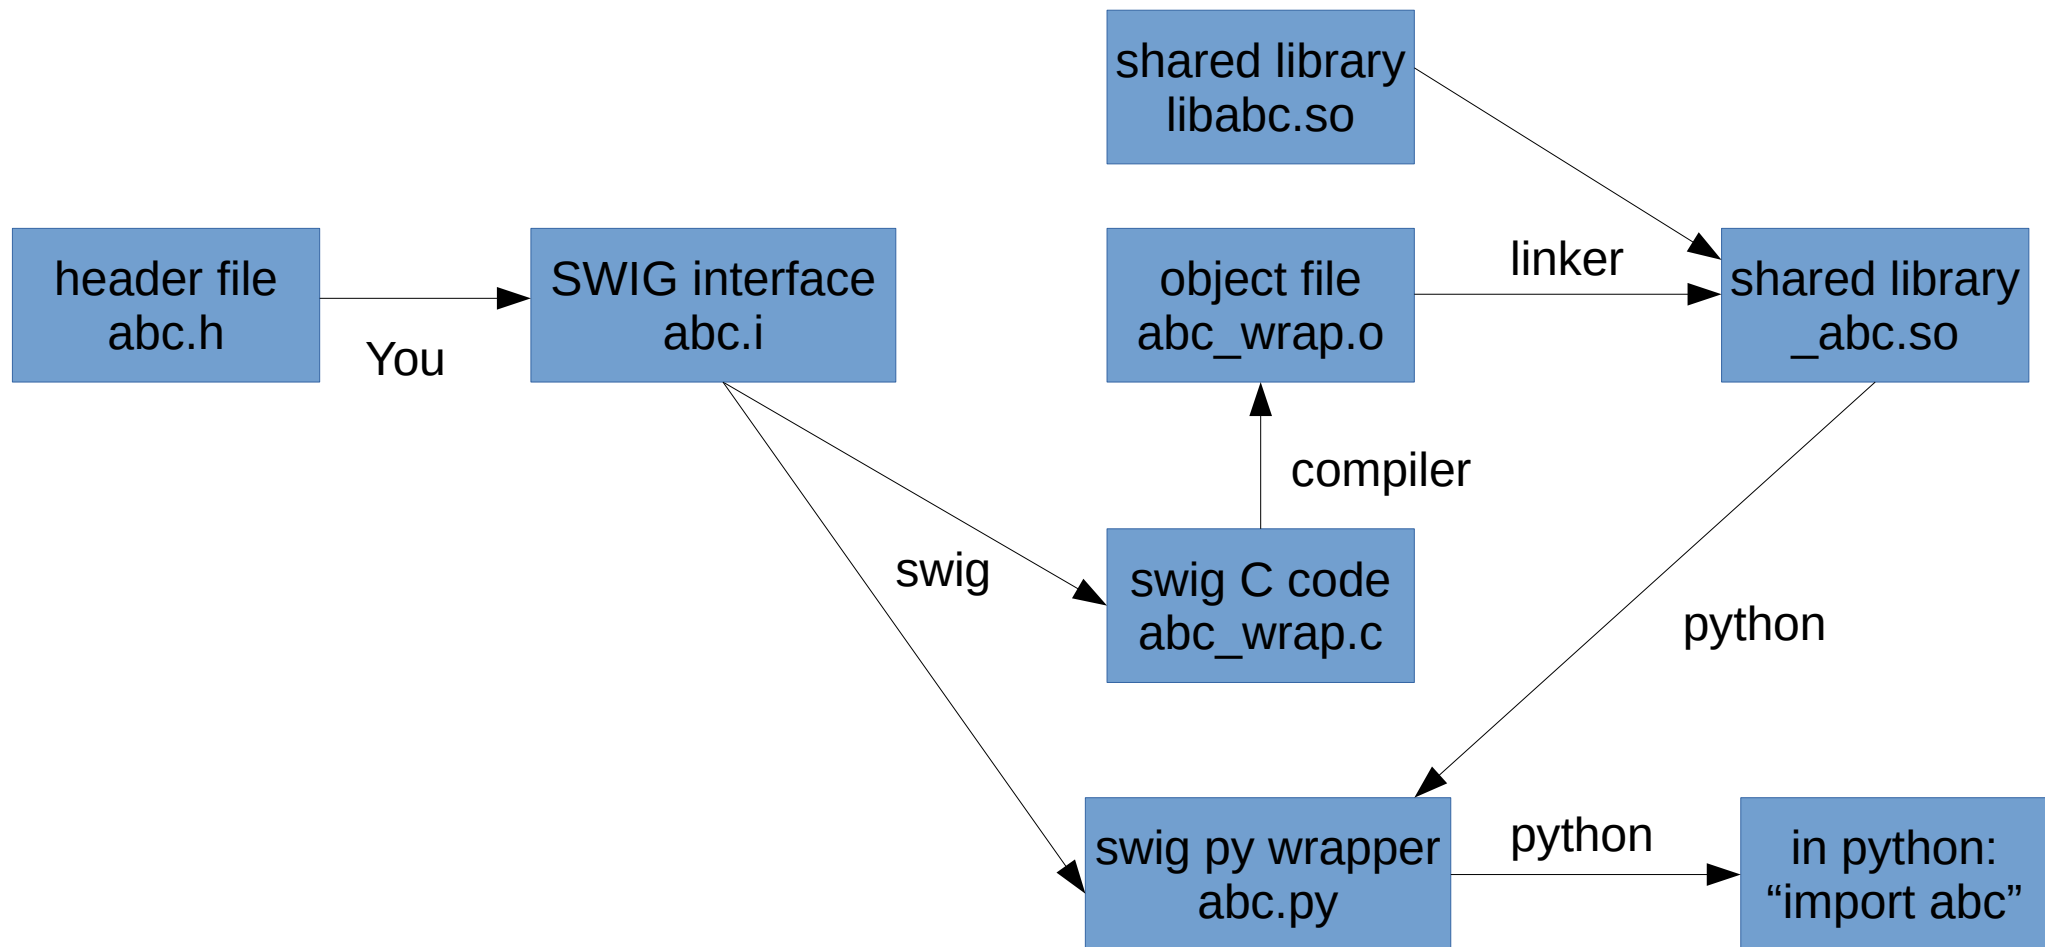 shared library
libabc.so
header file
abc.h
You
SWIG interface
abc.i
object file
abc_wrap.o
linker
shared library
_abc.so
compiler
swig
swig C code
abc_wrap.c
python
swig py wrapper
abc.py
python
in python:
“import abc”